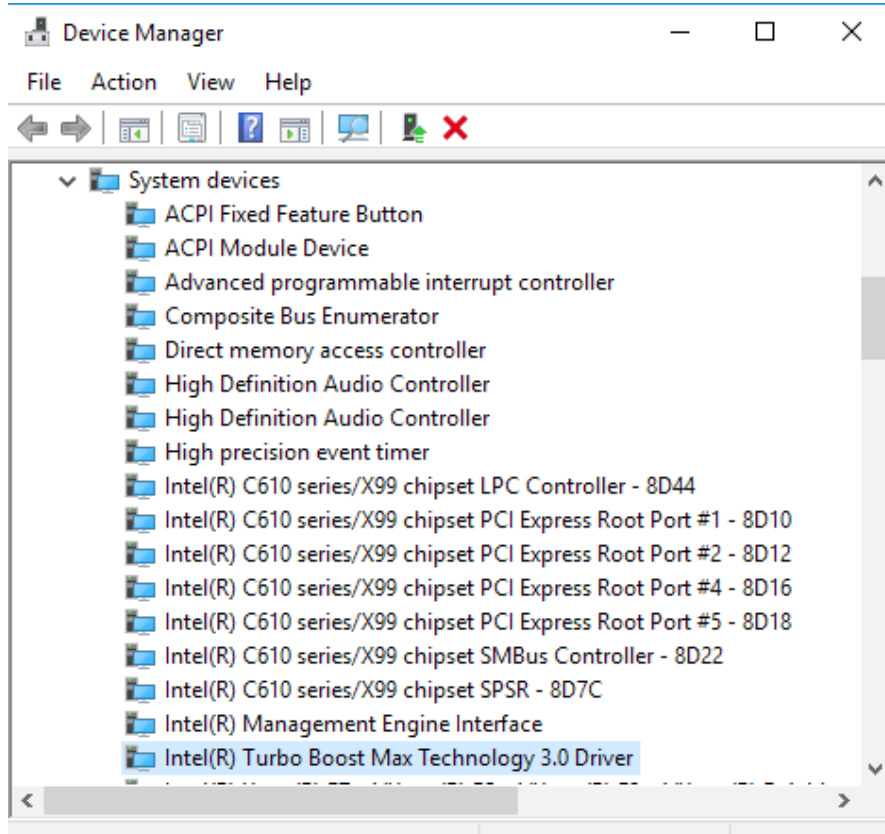 Device Manager
File Action View Help
System devices
ACPI Fixed Feature Button
ACPI Module Device
Advanced programmable interrupt controller
Composite Bus Enumerator
Direct memory access controller
High Definition Audio Controller
High Definition Audio Controller
High precision event timer
Intel(R) C610 series/X99 chipset LPC Controller - 8D44
Intel(R) C610 series/X99 chipset PCI Express Root Port #1 - 8D10
Intel(R) C610 series/X99 chipset PCI Express Root Port #2 - 8D12
Intel(R) C610 series/X99 chipset PCI Express Root Port #4 - 8D16
Intel(R) C610 series/X99 chipset PCI Express Root Port #5 - 8D18
Intel(R) C610 series/X99 chipset SMBus Controller - 8D22
Intel(R) C610 series/X99 chipset SPSR - 8D7C
Intel(R) Management Engine Interface
Intel(R) Turbo Boost Max Technology 3.0 Driver